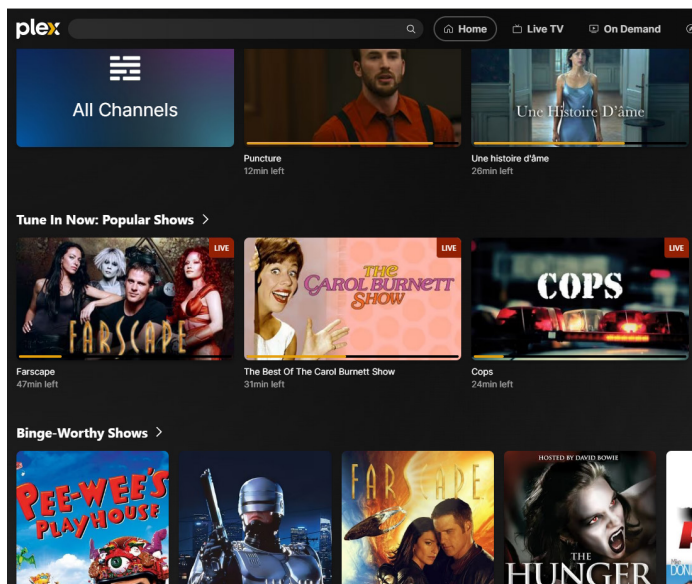 plex
Home
Live TV
On Demand
All Channels
Une Histoire D'âme
Puncture
12min left
Une histoire d'âme
26min left
Tune In Now: Popular Shows
LIVE
FARSCAPE
LIVE
THE
CAROL BURNETT
SHOW
LIVE
COPS
Farscape
47min left
The Best Of The Carol Burnett Show
31min left
Cops
24min left
Binge-Worthy Shows
PEE-WEE'S
PLAYHOUSE
FARSCAPE
HOSTED BY DAVID BOWIE
THE
HUNGER